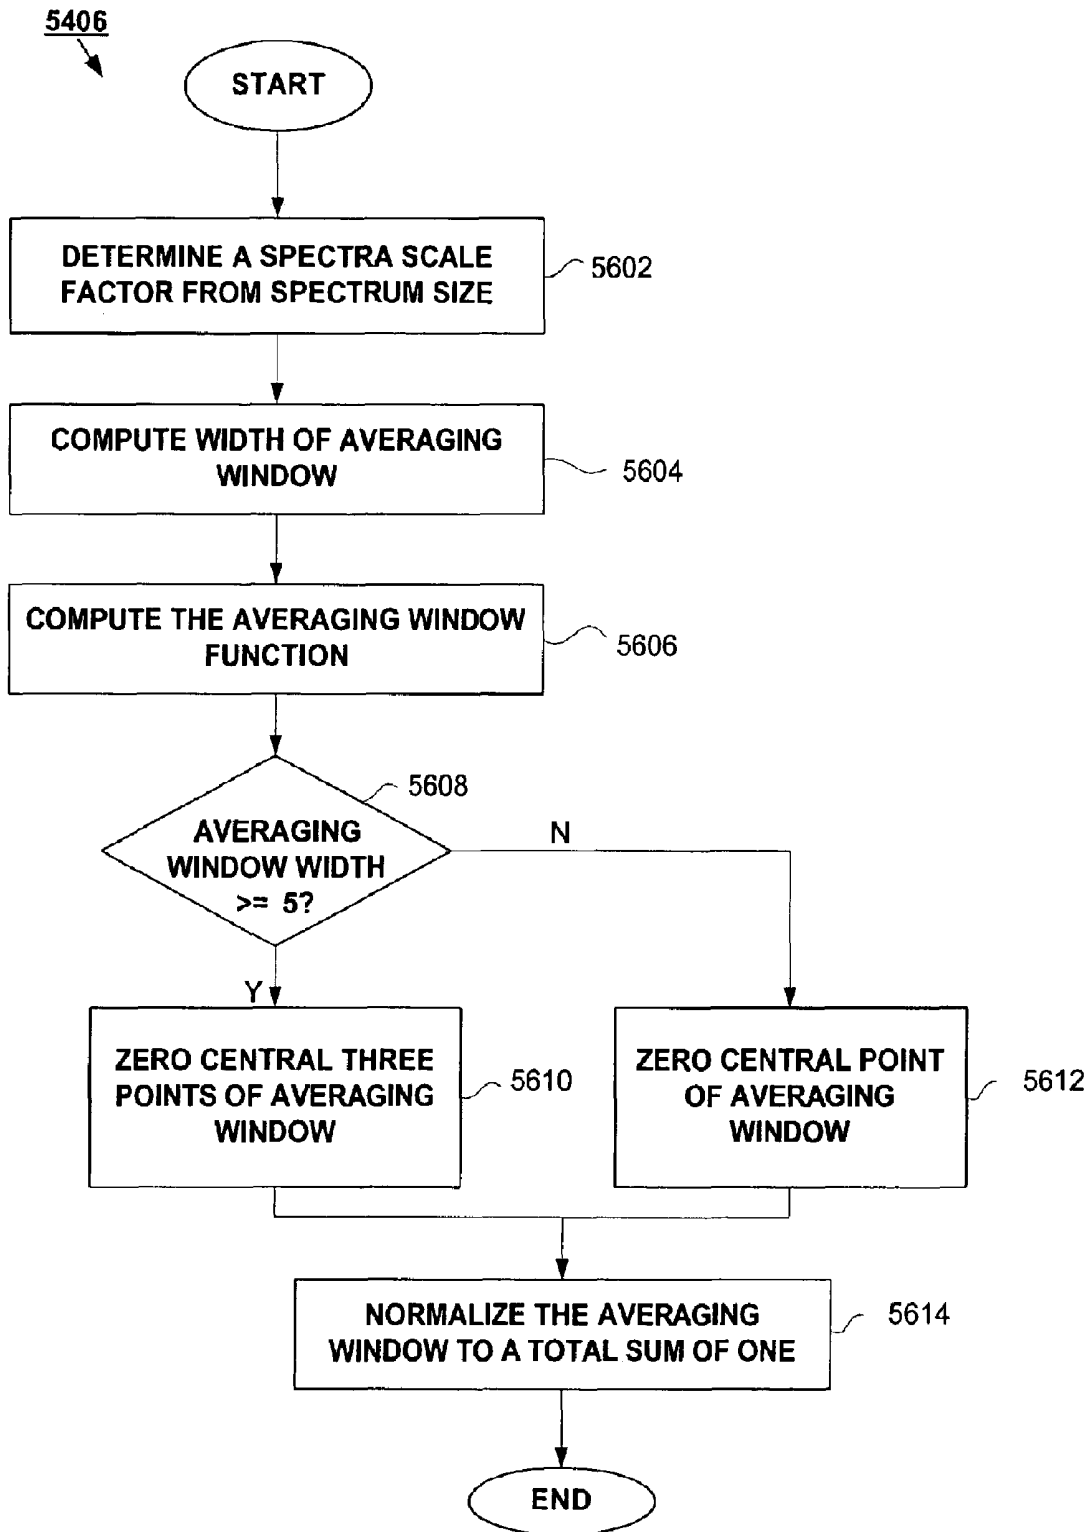 5406
START
DETERMINE A SPECTRA SCALE
FACTOR FROM SPECTRUM SIZE
5602
COMPUTE WIDTH OF AVERAGING
WINDOW
5604
COMPUTE THE AVERAGING WINDOW
FUNCTION
5606
5608
AVERAGING
WINDOW WIDTH
>= 5?
N
Y
ZERO CENTRAL THREE
POINTS OF AVERAGING
WINDOW
5610
ZERO CENTRAL POINT
OF AVERAGING
WINDOW
5612
NORMALIZE THE AVERAGING
WINDOW TO A TOTAL SUM OF ONE
5614
END